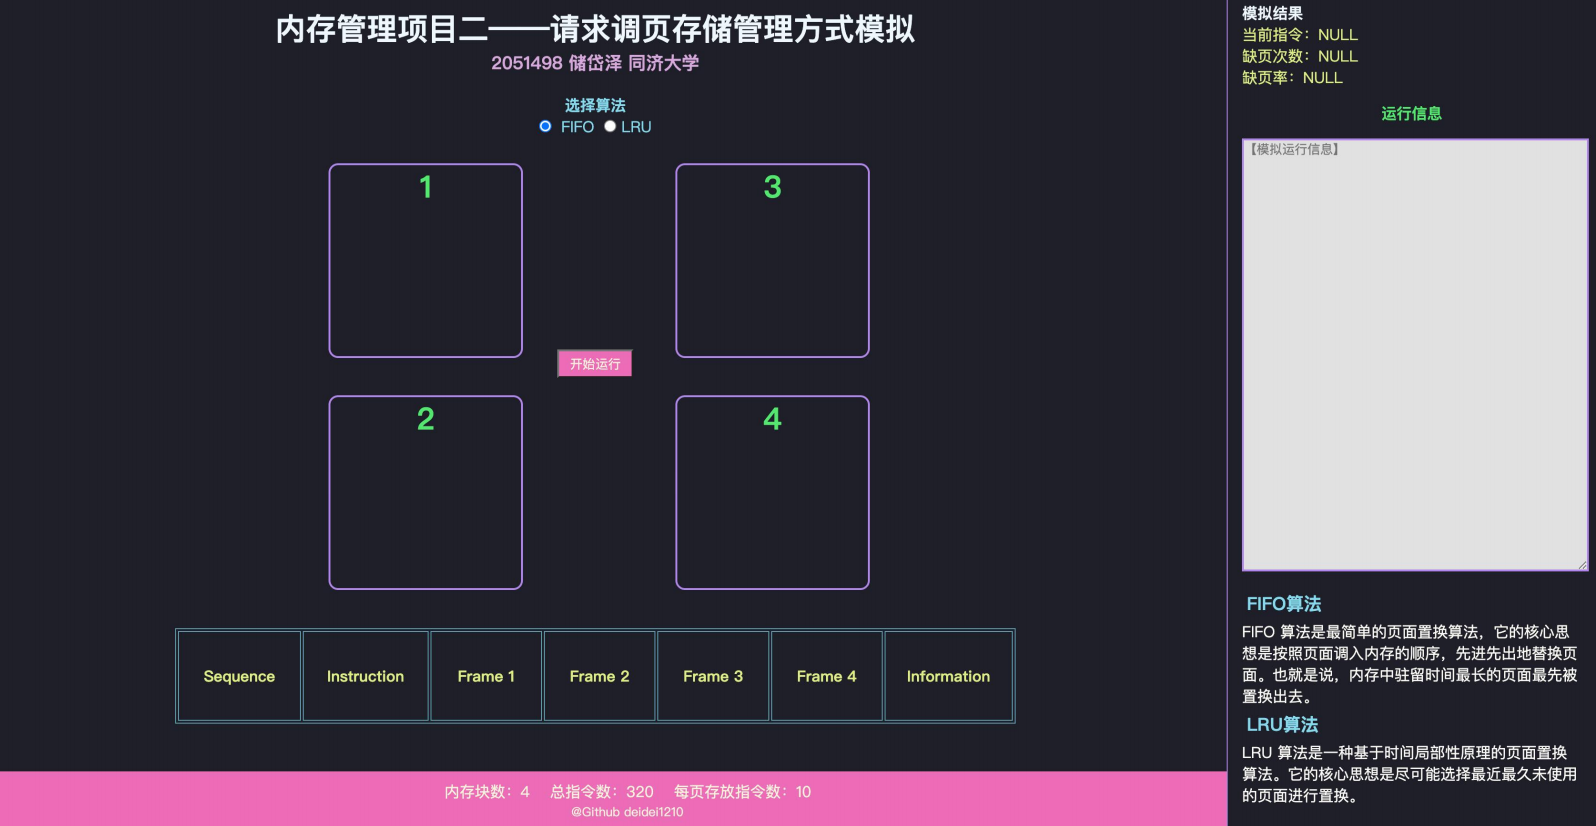 内存管理项目二——请求调页存储管理方式模拟
2051498 储岱泽 同济大学
选择算法
FIFO LRU
1
3
开始运行
2
4
Sequence Instruction Frame 1 Frame 2 Frame 3 Frame 4 Information
内存块数：4 总指令数：320 每页存放指令数：10
@Github deidei1210
模拟结果
当前指令：NULL
缺页次数：NULL
缺页率：NULL
运行信息
【模拟运行信息】
FIFO算法
FIFO 算法是最简单的页面置换算法，它的核心思
想是按照页面调入内存的顺序，先进先出地替换页
面。也就是说，内存中驻留时间最长的页面最先被
置换出去。
LRU算法
LRU 算法是一种基于时间局部性原理的页面置换
算法。它的核心思想是尽可能选择最近最久未使用
的页面进行置换。